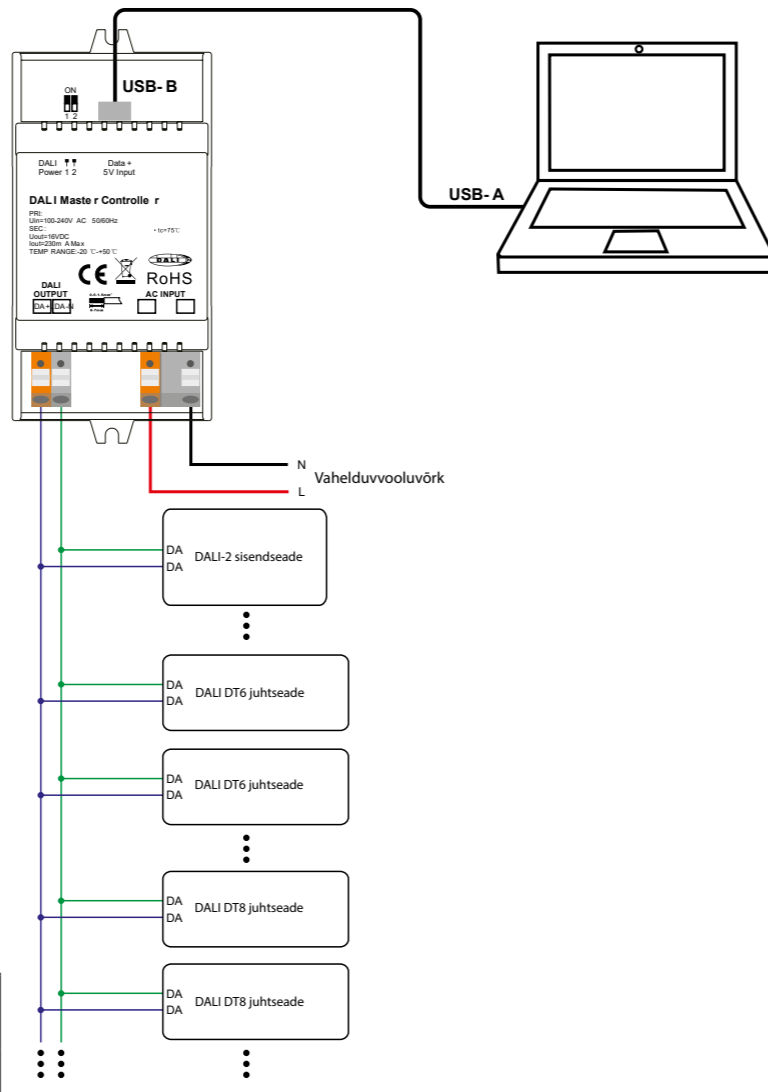 USB- B
ON
1 2
DALI
Power 1 2
Data +
5V Input
DALI Maste r Controlle r
PRI:
Uin=100-240V AC 50/60Hz
SEC :
Uout=16VDC
Iout=230m A Max
TEMP RANGE:-20 ℃-+50 ℃
• tc=75℃
DALI 2
CE
RoHS
DALI
OUTPUT
AC INPUT
DA+
DA-N
USB- A
N
Vahelduvvooluvõrk
L
DA
DALI-2 sisendseade
DA
DA
DALI DT6 juhtseade
DA
DA
DALI DT6 juhtseade
DA
DA
DALI DT8 juhtseade
DA
DA
DALI DT8 juhtseade
DA